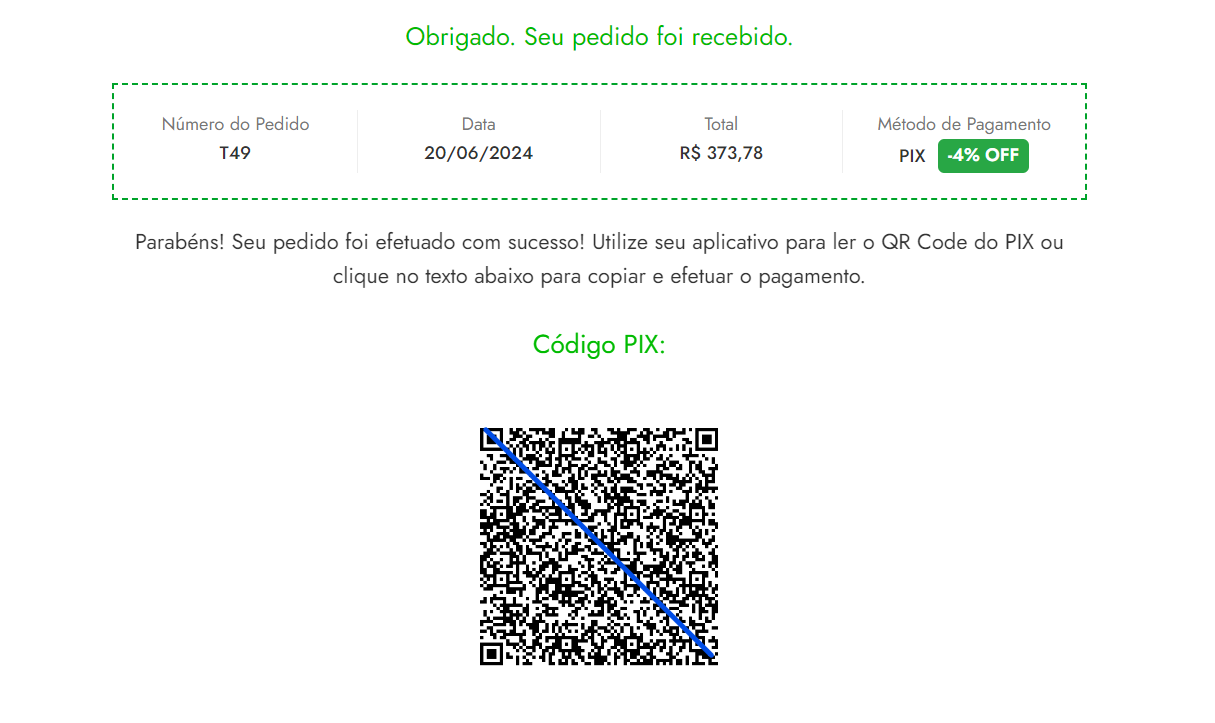 Obrigado. Seu pedido foi recebido.
Número do Pedido
T49
Data
20/06/2024
Total
R$ 373,78
Método de Pagamento
PIX -4% OFF
Parabéns! Seu pedido foi efetuado com sucesso! Utilize seu aplicativo para ler o QR Code do PIX ou
clique no texto abaixo para copiar e efetuar o pagamento.
Código PIX: